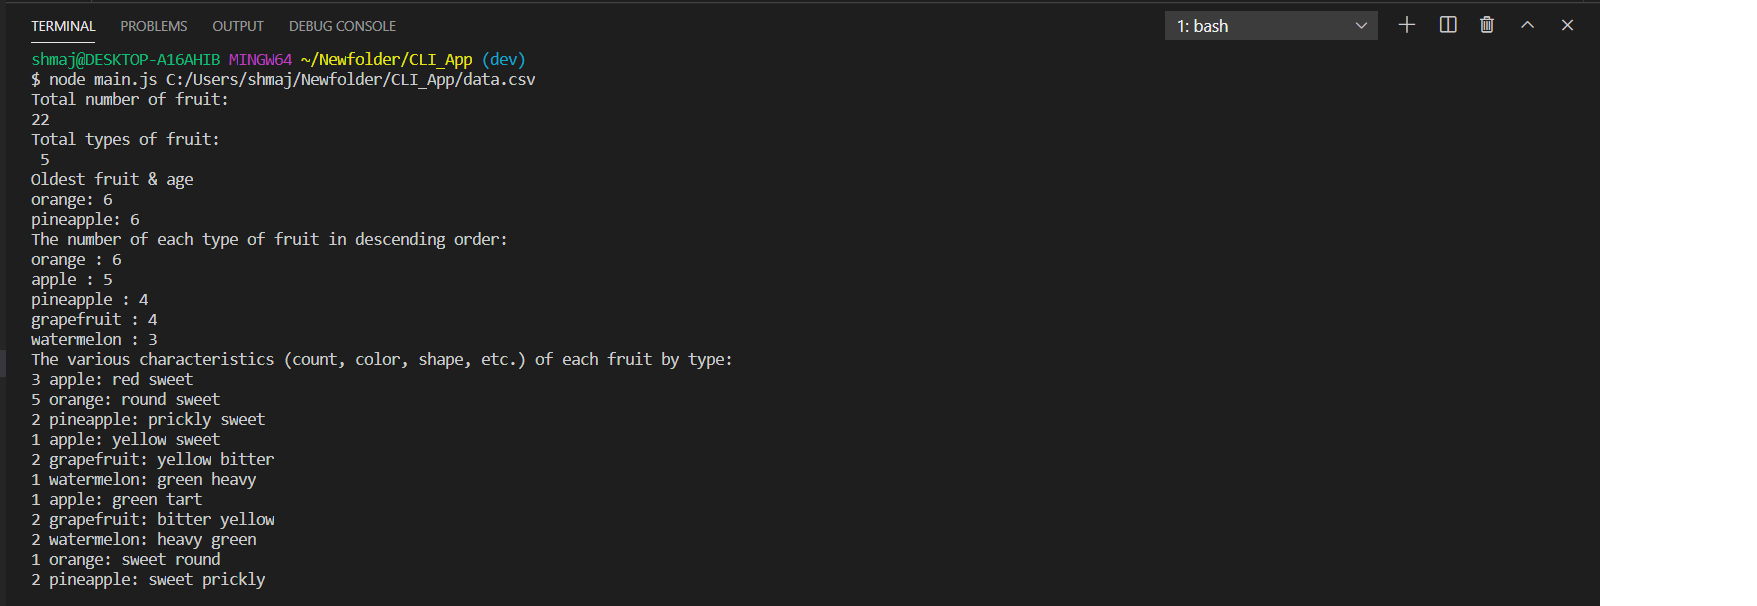 TERMINAL PROBLEMS OUTPUT DEBUG CONSOLE 1: bash
shmaj@DESKTOP-A16AHIB MINGW64 ~/Newfolder/CLI_App (dev)
$ node main.js C:/Users/shmaj/Newfolder/CLI_App/data.csv
Total number of fruit:
22
Total types of fruit:
 5
Oldest fruit & age
orange: 6
pineapple: 6
The number of each type of fruit in descending order:
orange : 6
apple : 5
pineapple : 4
grapefruit : 4
watermelon : 3
The various characteristics (count, color, shape, etc.) of each fruit by type:
3 apple: red sweet
5 orange: round sweet
2 pineapple: prickly sweet
1 apple: yellow sweet
2 grapefruit: yellow bitter
1 watermelon: green heavy
1 apple: green tart
2 grapefruit: bitter yellow
2 watermelon: heavy green
1 orange: sweet round
2 pineapple: sweet prickly